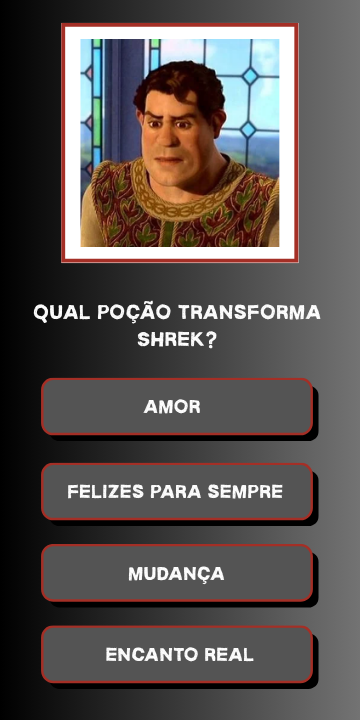 QUAL POÇÃO TRANSFORMA
SHREK?
AMOR
FELIZES PARA SEMPRE
MUDANÇA
ENCANTO REAL